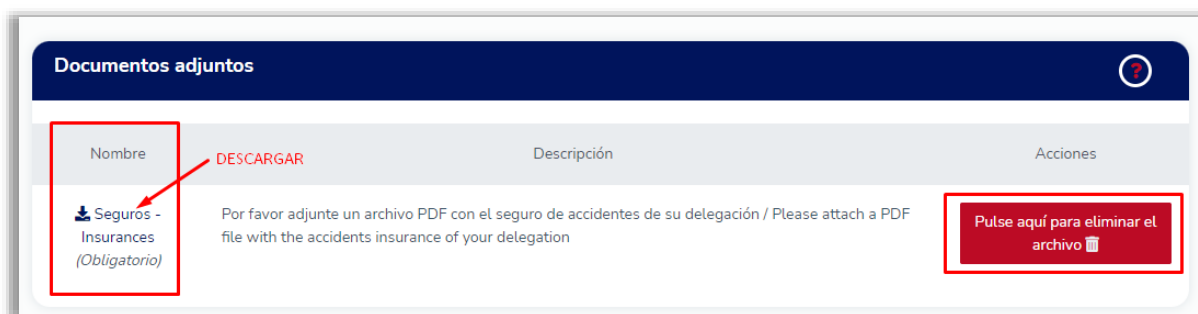 Documentos adjuntos
?
Nombre
DESCARGAR
Descripción
Acciones
Seguros -
Insurances
(Obligatorio)
Por favor adjunte un archivo PDF con el seguro de accidentes de su delegación / Please attach a PDF
file with the accidents insurance of your delegation
Pulse aquí para eliminar el
archivo